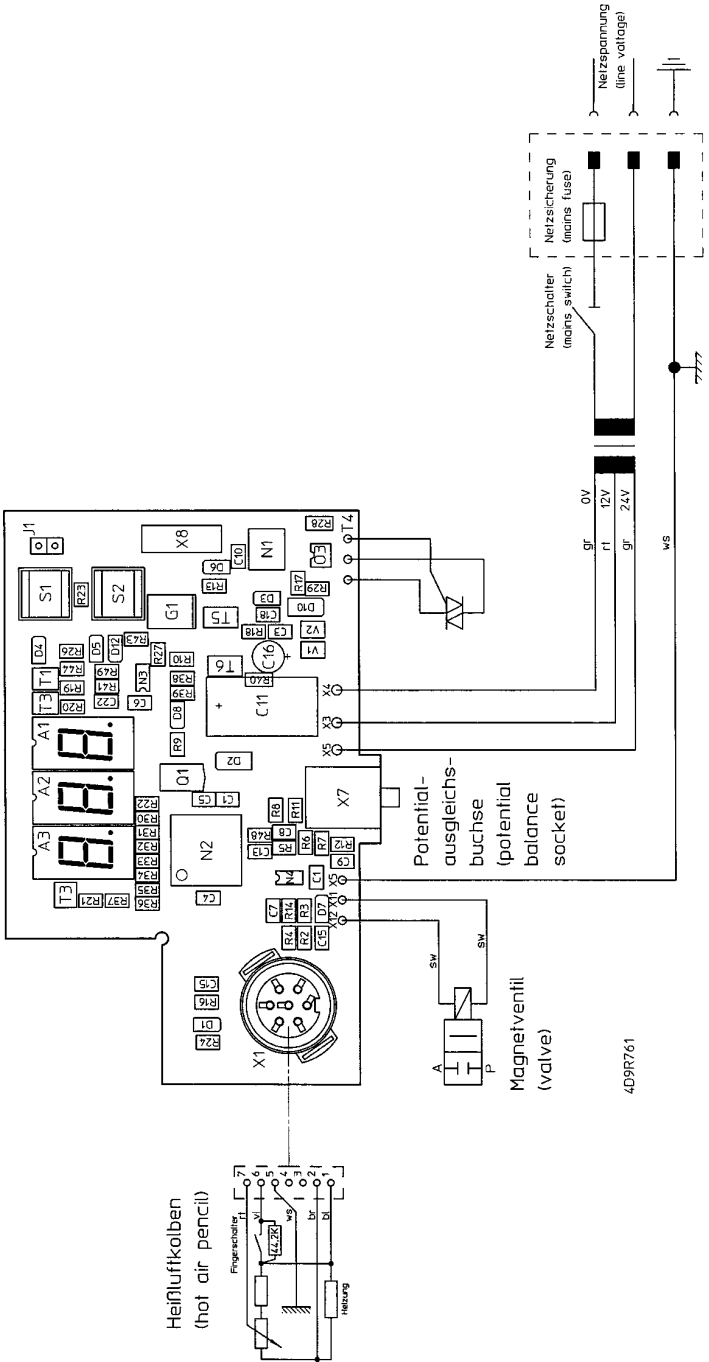 Heißluftkolben
(hot air pencil)
Fingerschalter
44,2K
Heizung
rt
vi
ws
br
bl
7
6
5
4
3
2
1
X1
R24
D1
R16
C15
T3
R21
R37
R36
R35
R34
R33
R32
R31
R30
R22
A3
A2
A1
T3
T1
R20
R19
R44
R26
D4
C22
R41
R49
D5
D12
R43
C6
N3
R27
S1
R23
S2
J1
G1
X8
C4
N2
C5
C1
Q1
R9
D8
R39
R38
R10
D2
T6
T5
R13
D6
C10
N1
C11
+
R40
C16
+
R18
C3
C18
D3
D10
R17
R29
Q3
R28
V1
V2
T4
C7
R14
R4
R3
R2
D7
C15
N4
C1
C13
R48
R5
C8
R8
R11
R6
R7
R12
C9
X7
X12
X11
X5
X5
X3
X4
sw
sw
A
P
Magnetventil
(valve)
Potential-
ausgleichs-
buchse
(potential
balance
socket)
gr
0V
rt
12V
gr
24V
ws
Netzschalter
(mains switch)
Netzsicherung
(mains fuse)
Netzspannung
(line voltage)
4D9R761